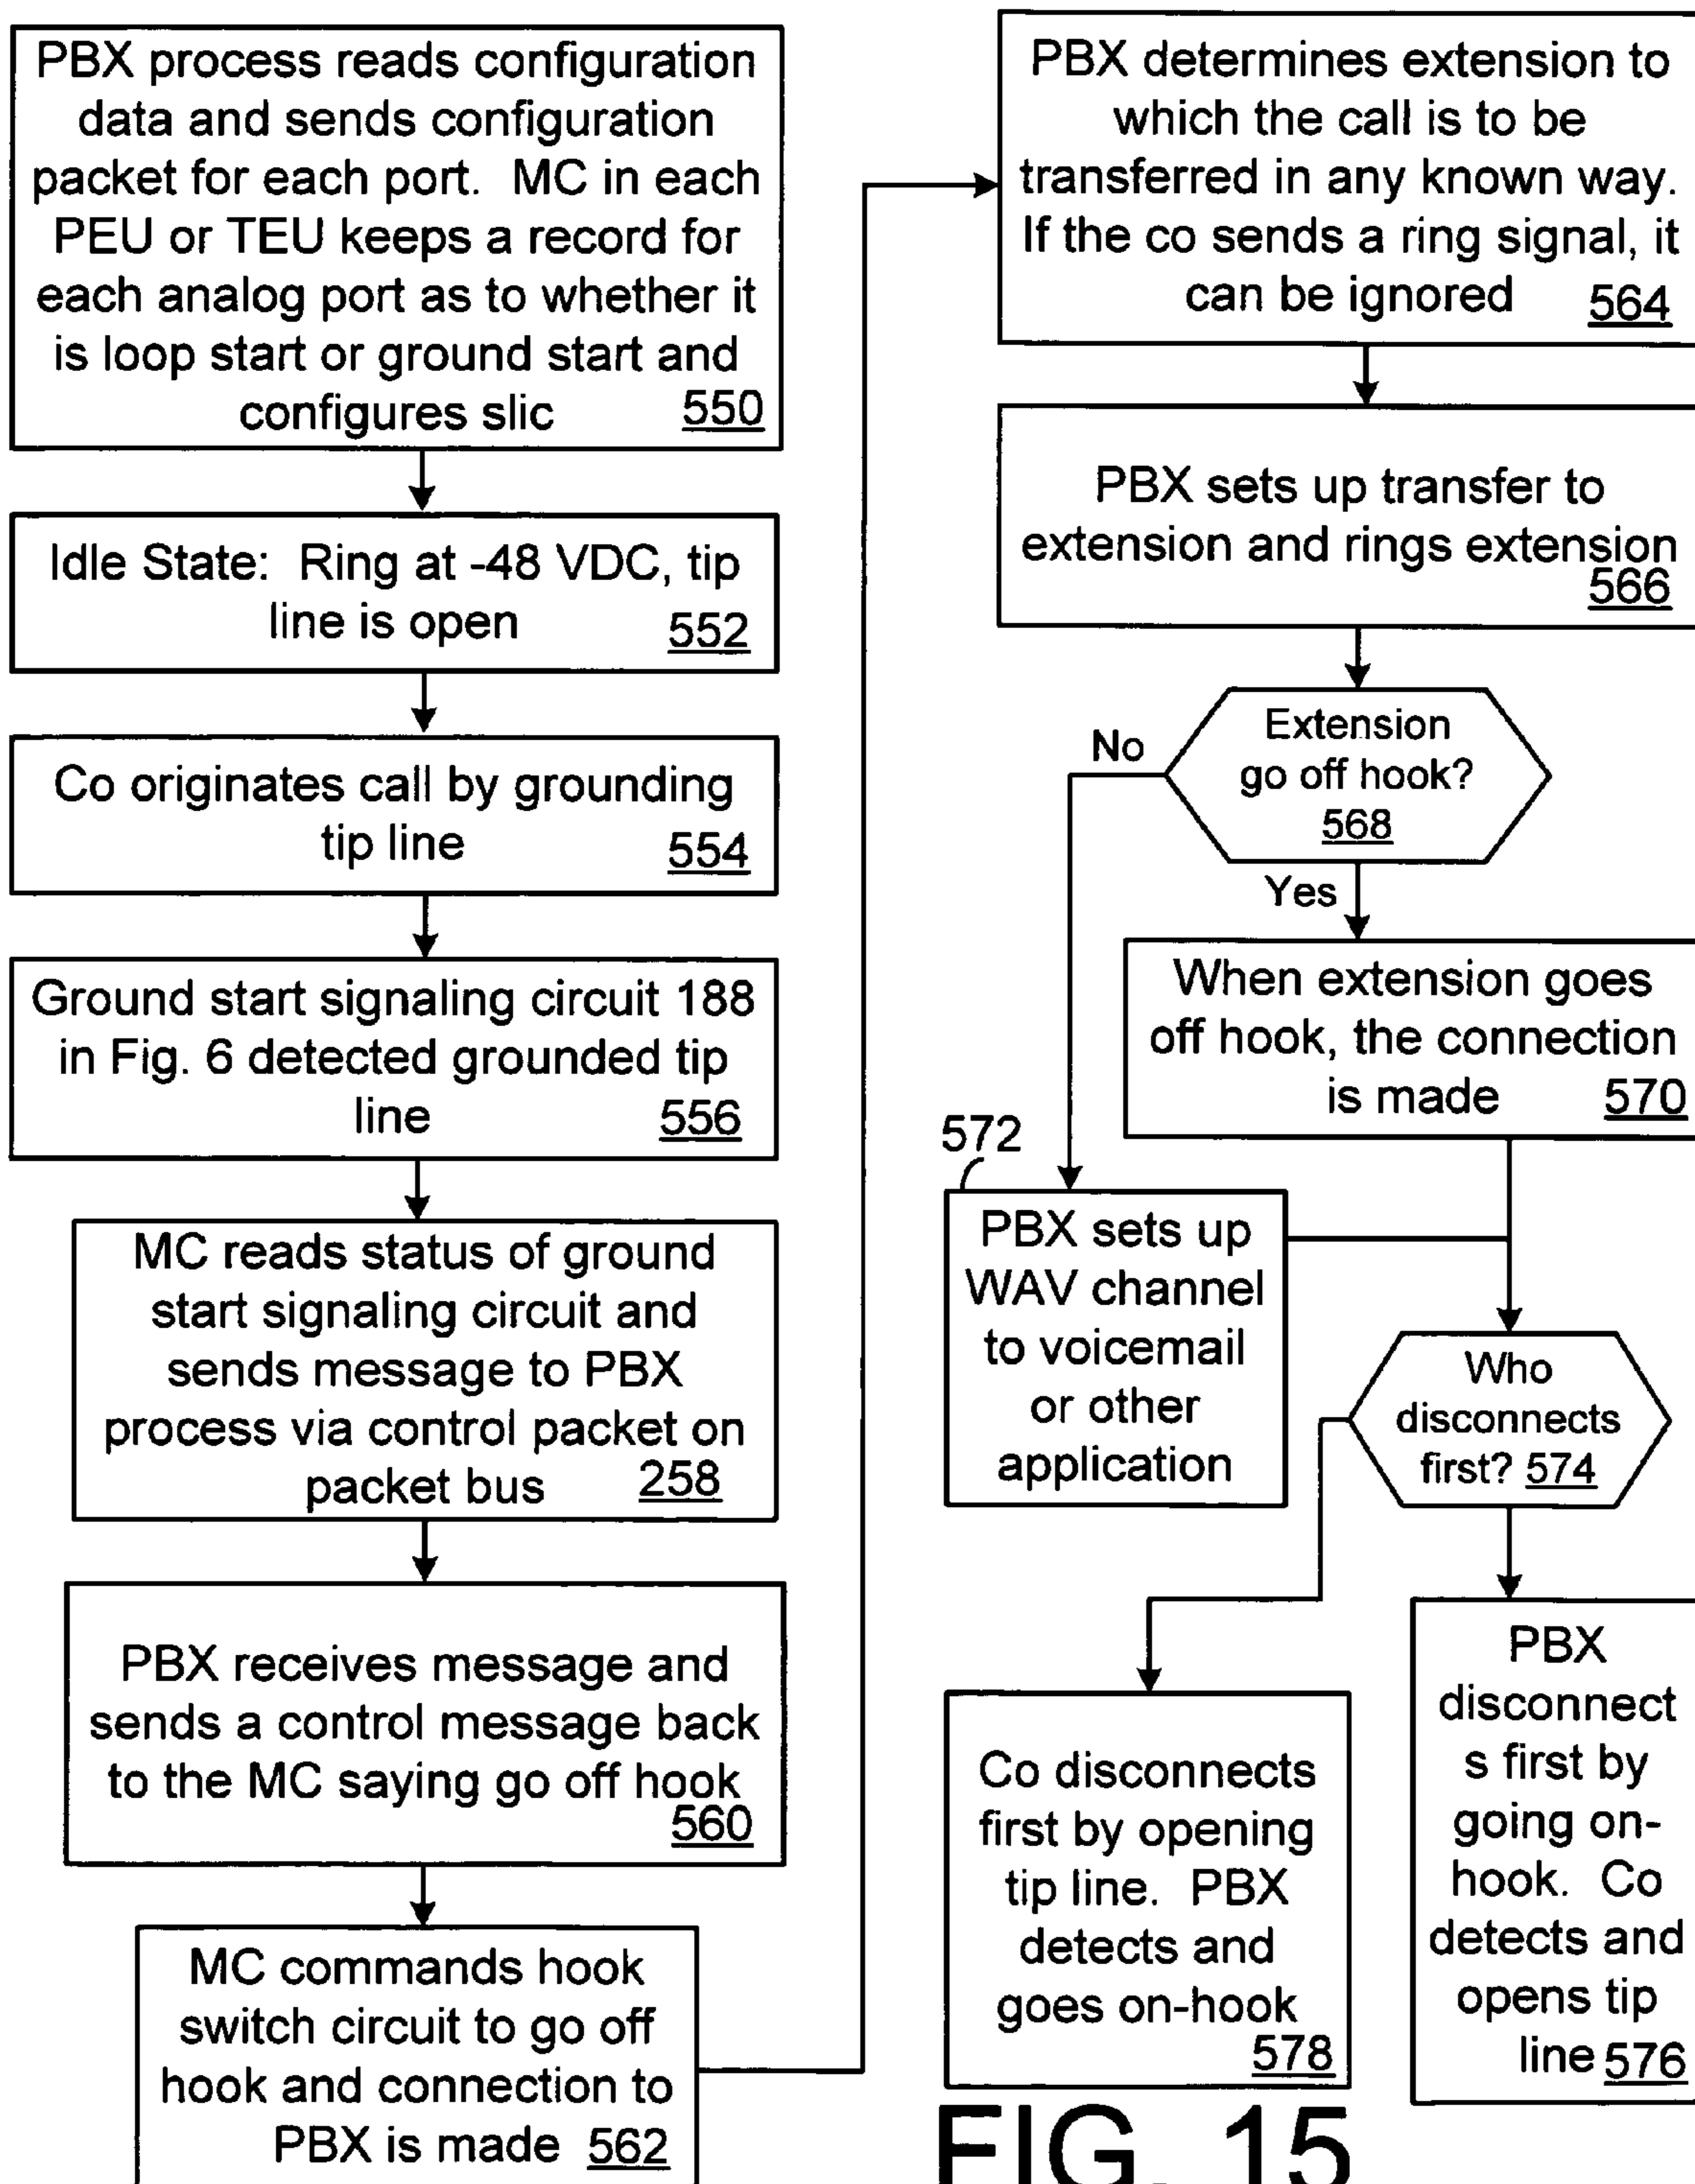 PBX process reads configuration
data and sends configuration
packet for each port. MC in each
PEU or TEU keeps a record for
each analog port as to whether it
is loop start or ground start and
configures slic 550
Idle State: Ring at -48 VDC, tip
line is open 552
Co originates call by grounding
tip line 554
Ground start signaling circuit 188
in Fig. 6 detected grounded tip
line 556
MC reads status of ground
start signaling circuit and
sends message to PBX
process via control packet on
packet bus 258
PBX receives message and
sends a control message back
to the MC saying go off hook
560
MC commands hook
switch circuit to go off
hook and connection to
PBX is made 562
PBX determines extension to
which the call is to be
transferred in any known way.
If the co sends a ring signal, it
can be ignored 564
PBX sets up transfer to
extension and rings extension
566
Extension
go off hook?
568
No
Yes
When extension goes
off hook, the connection
is made 570
572
PBX sets up
WAV channel
to voicemail
or other
application
Who
disconnects
first? 574
Co disconnects
first by opening
tip line. PBX
detects and
goes on-hook
578
PBX
disconnect
s first by
going on-
hook. Co
detects and
opens tip
line 576
FIG. 15